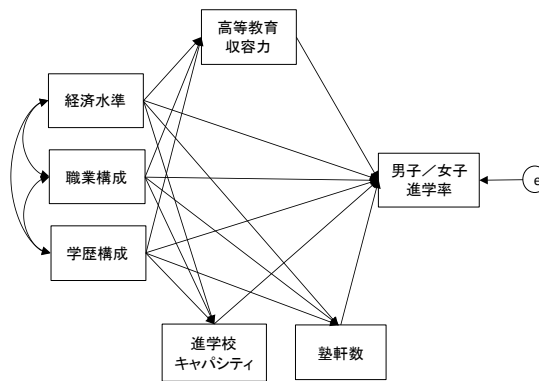 高等教育
収容力
経済水準
職業構成
男子／女子
進学率
e
学歴構成
進学校
キャパシティ
塾軒数